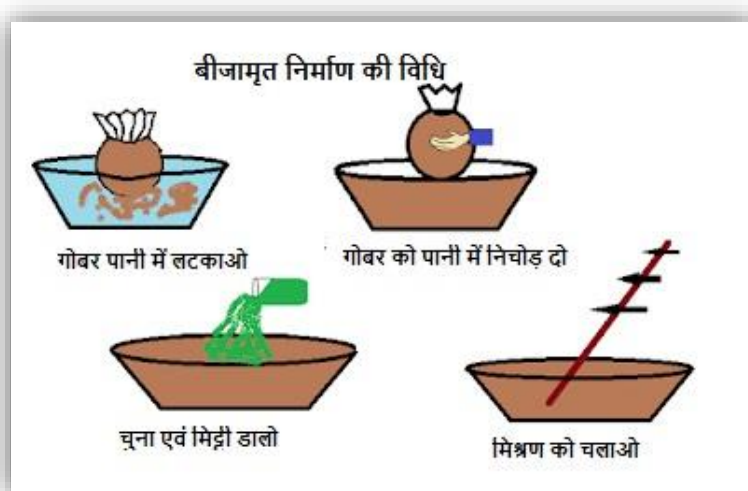 बीजामृत निर्माण की विधि
गोबर पानी में लटकाओ
गोबर को पानी में निचोड़ दो
चूना एवं मिट्टी डालो
मिश्रण को चलाओ